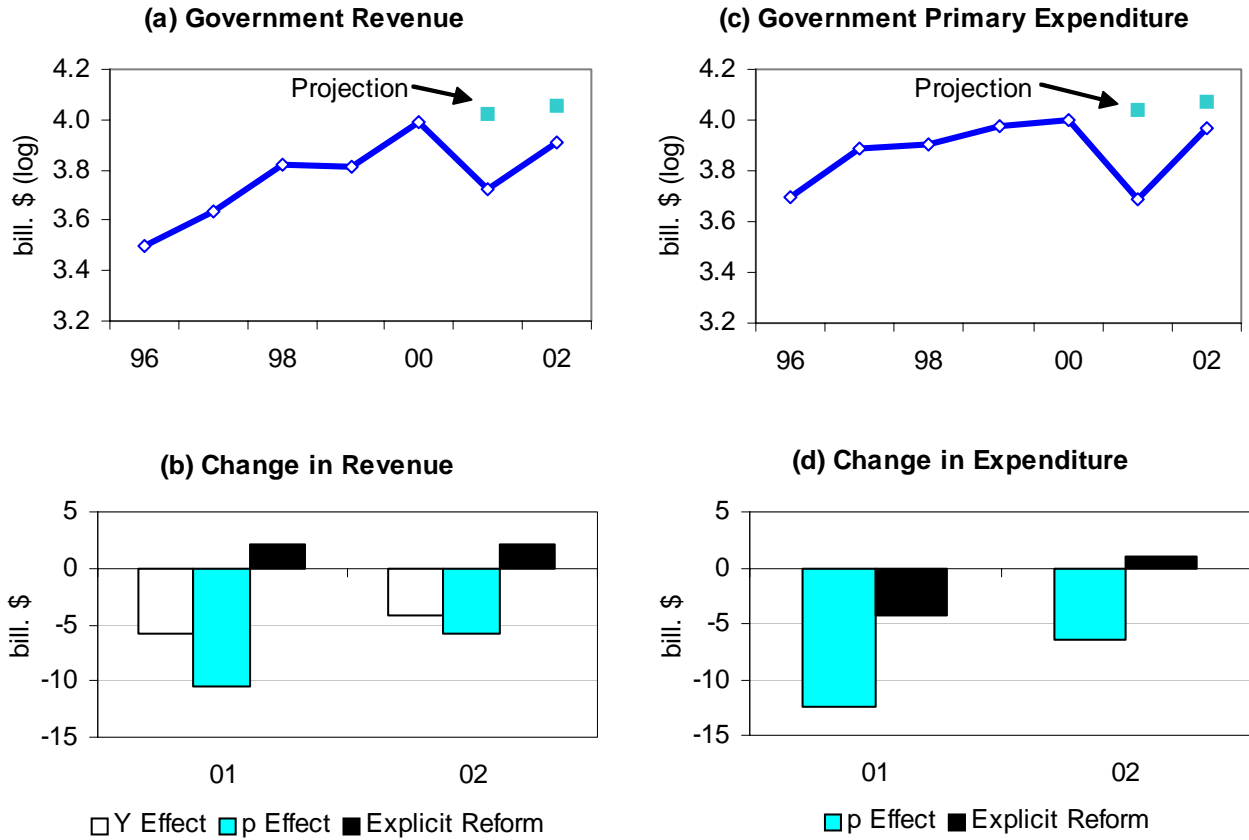 (a) Government Revenue
4.2
4.0
3.8
3.6
3.4
3.2
bill. $ (log)
Projection
96
98
00
02
(c) Government Primary Expenditure
4.2
4.0
3.8
3.6
3.4
3.2
bill. $ (log)
Projection
96
98
00
02
(b) Change in Revenue
5
0
-5
-10
-15
bill. $
01
02
Y Effect p Effect Explicit Reform
(d) Change in Expenditure
5
0
-5
-10
-15
bill. $
01
02
p Effect Explicit Reform